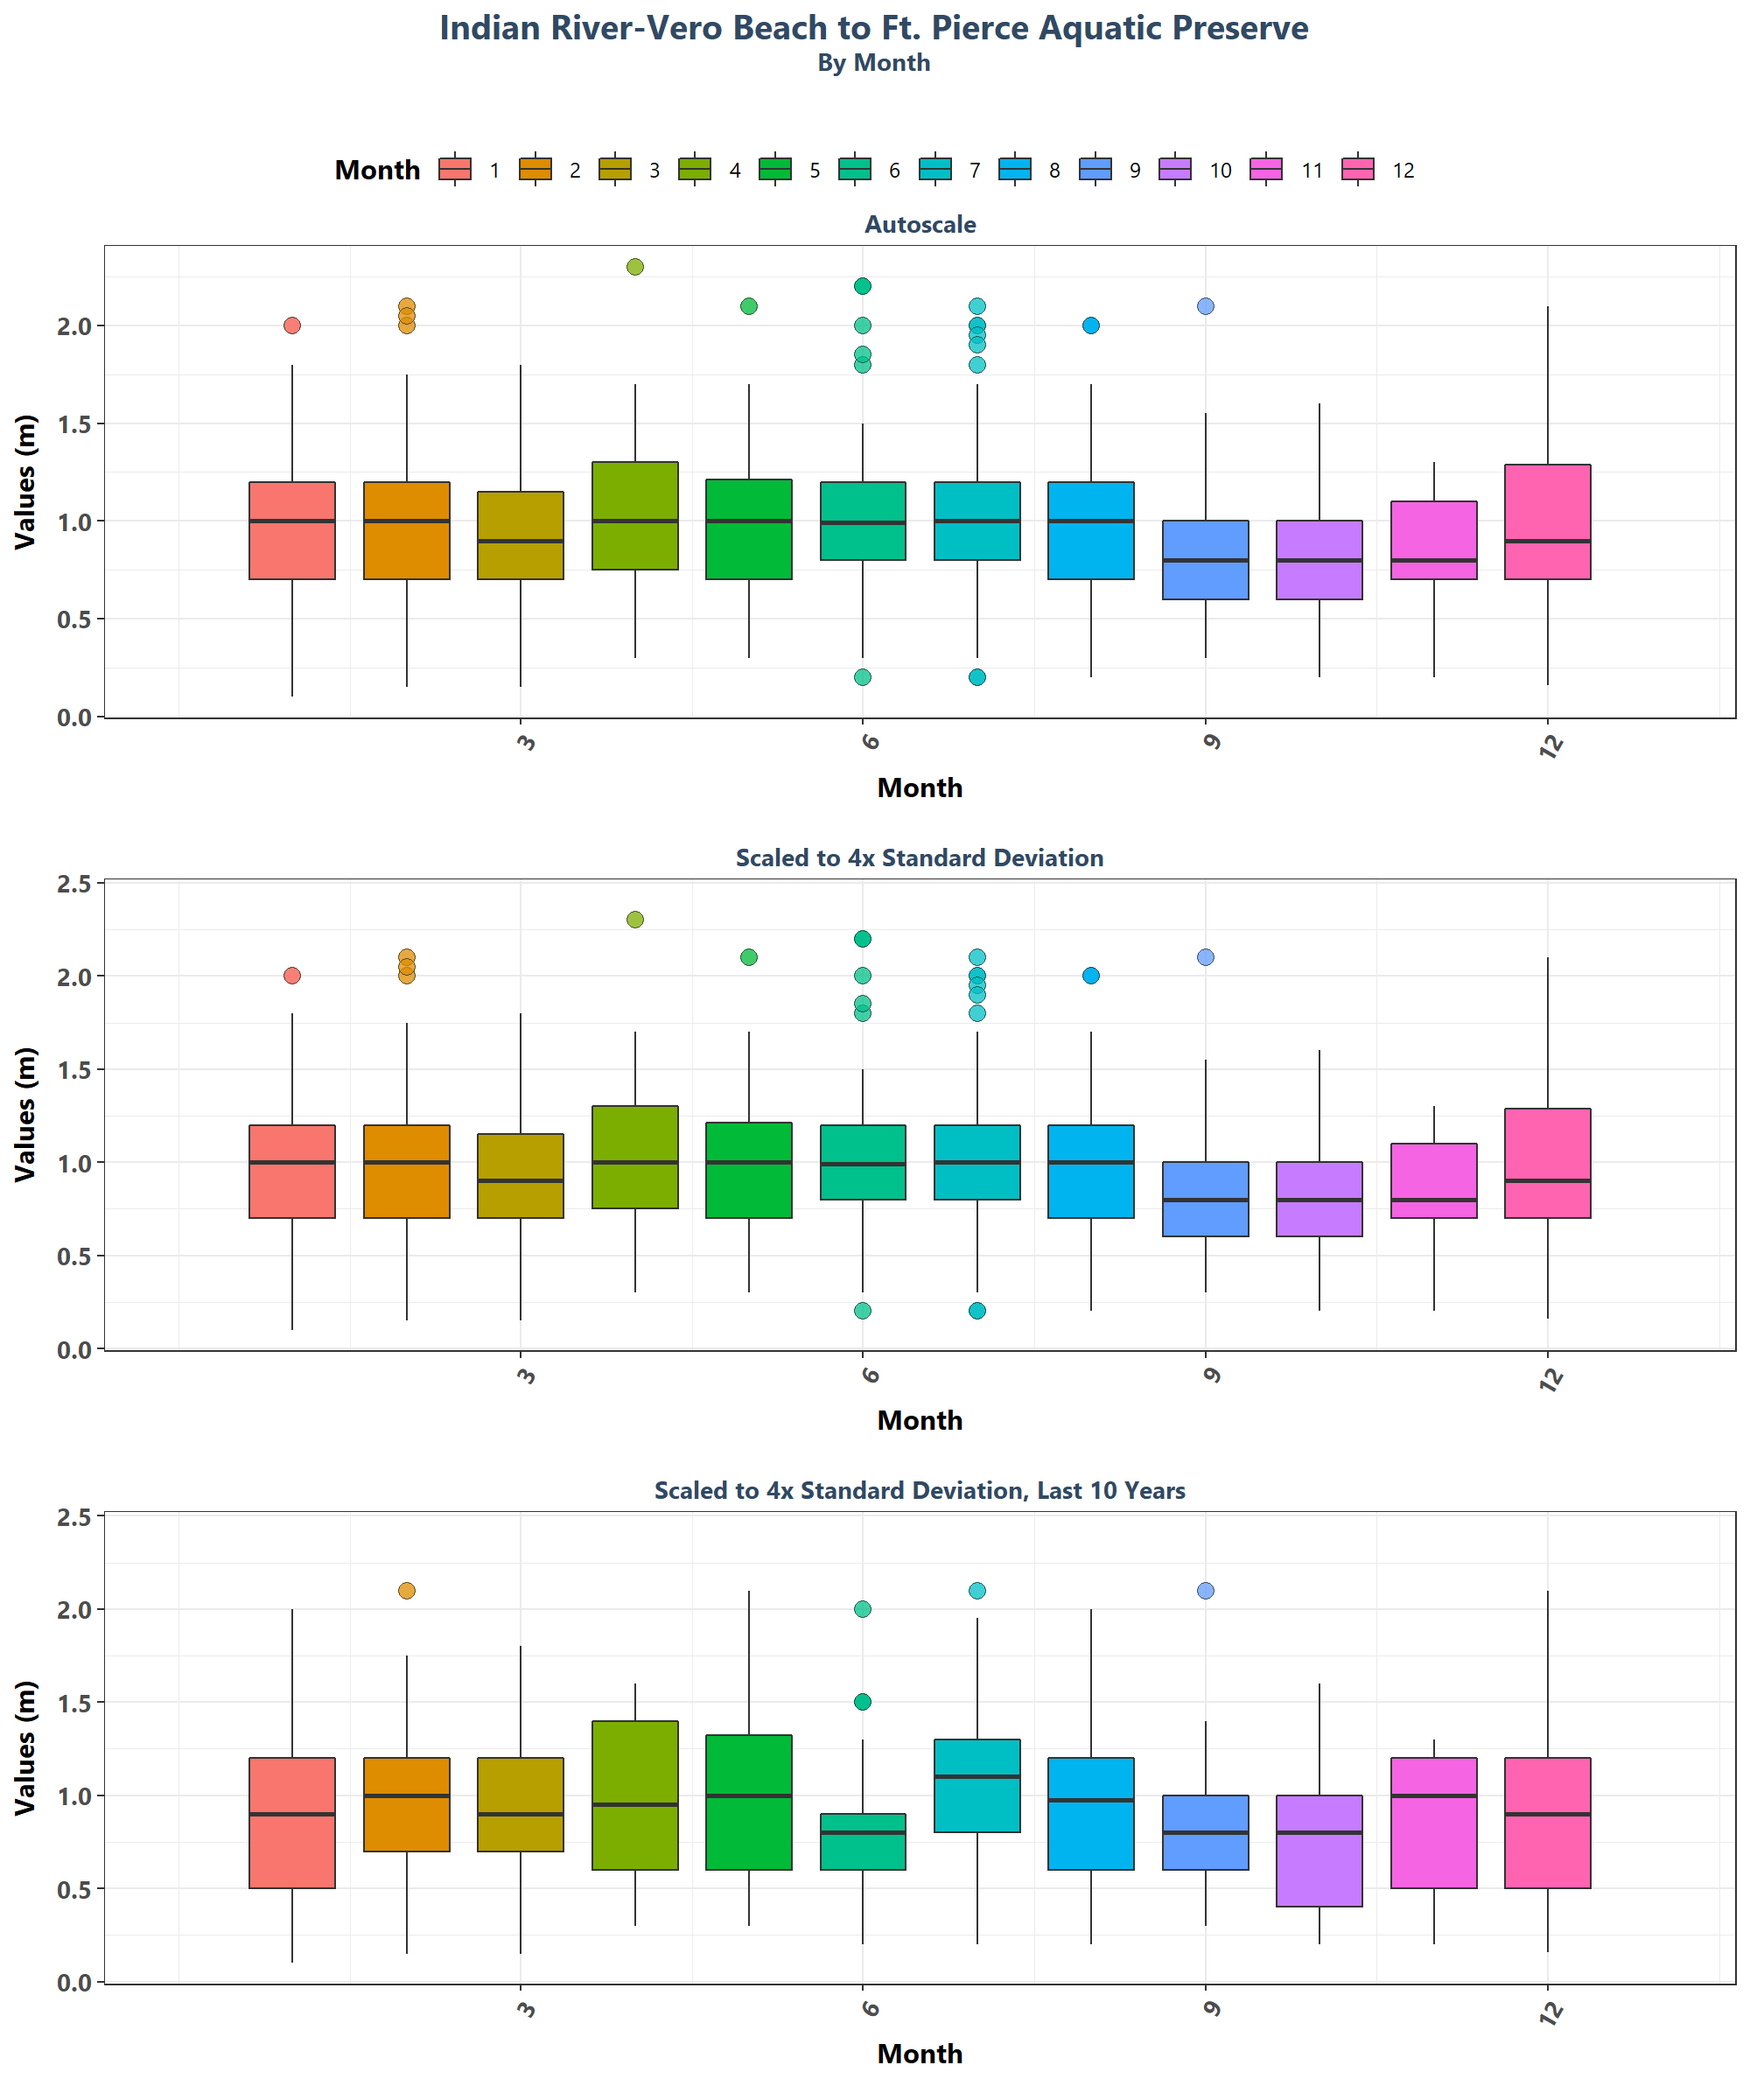 Indian River-Vero Beach to Ft. Pierce Aquatic Preserve
By Month
Month 1 2 3 4 5 6 7 8 9 10 11 12
Autoscale
Values (m)
2.0
1.5
1.0
0.5
0.0
3 6 9 12
Month
Scaled to 4x Standard Deviation
Values (m)
2.5
2.0
1.5
1.0
0.5
0.0
3 6 9 12
Month
Scaled to 4x Standard Deviation, Last 10 Years
Values (m)
2.5
2.0
1.5
1.0
0.5
0.0
3 6 9 12
Month